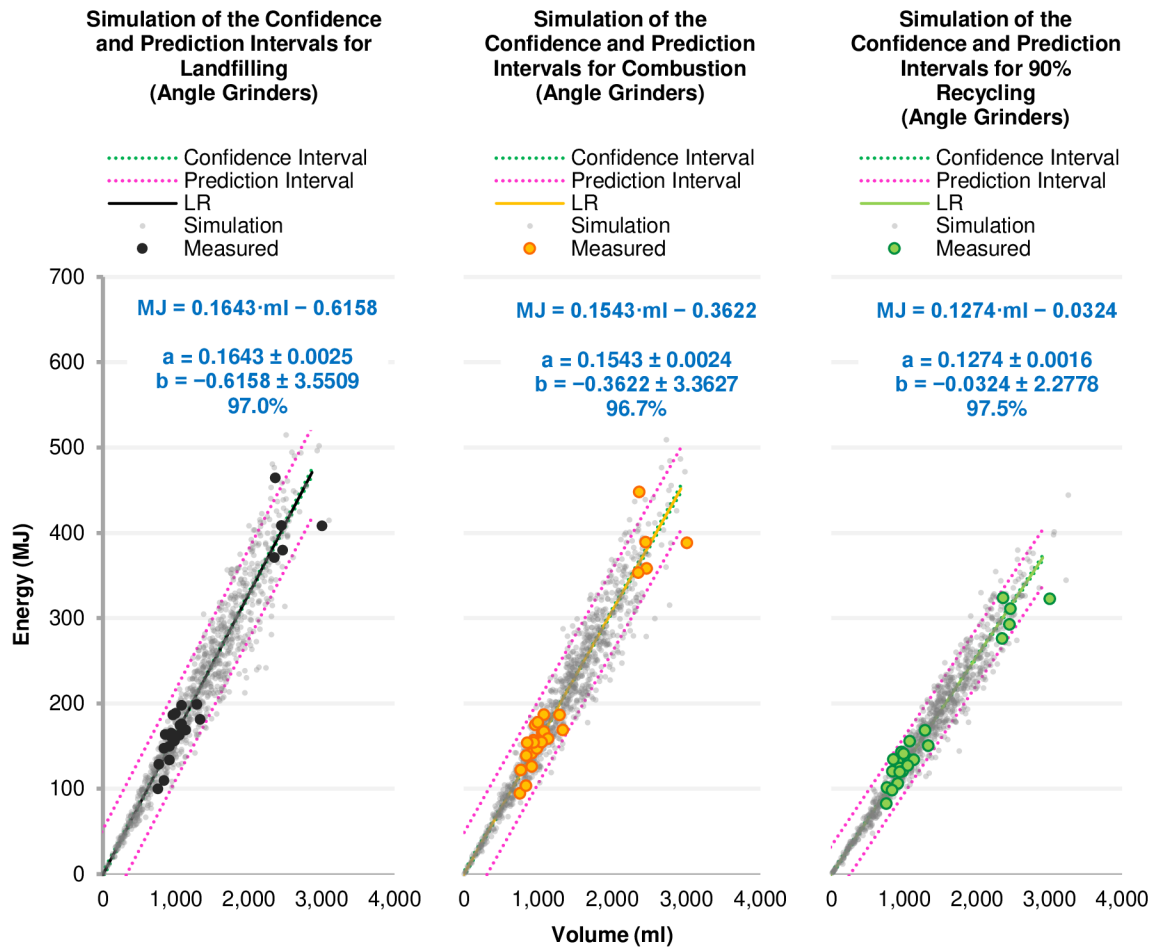 Simulation of the Confidence
and Prediction Intervals for
Landfilling
(Angle Grinders)
Confidence Interval
Prediction Interval
LR
Simulation
Measured
Simulation of the
Confidence and Prediction
Intervals for Combustion
(Angle Grinders)
Confidence Interval
Prediction Interval
LR
Simulation
Measured
Simulation of the
Confidence and Prediction
Intervals for 90%
Recycling
(Angle Grinders)
Confidence Interval
Prediction Interval
LR
Simulation
Measured
Energy (MJ)
700
600
500
400
300
200
100
0
MJ = 0.1643·ml − 0.6158
a = 0.1643 ± 0.0025
b = −0.6158 ± 3.5509
97.0%
0 1,000 2,000 3,000 4,000
MJ = 0.1543·ml − 0.3622
a = 0.1543 ± 0.0024
b = −0.3622 ± 3.3627
96.7%
0 1,000 2,000 3,000 4,000
MJ = 0.1274·ml − 0.0324
a = 0.1274 ± 0.0016
b = −0.0324 ± 2.2778
97.5%
0 1,000 2,000 3,000 4,000
Volume (ml)